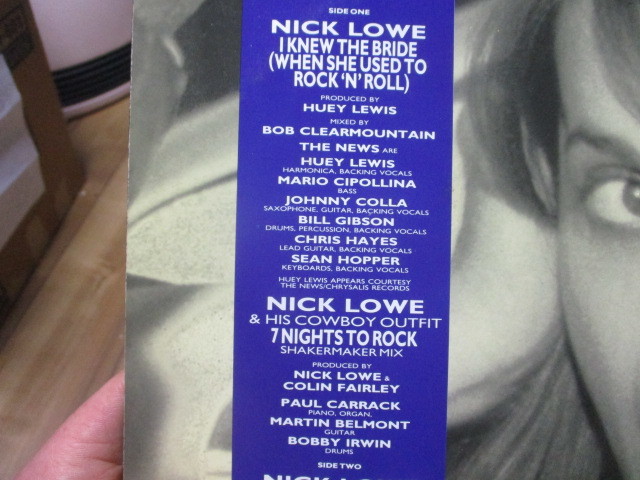 SIDE ONE
NICK LOWE
I KNEW THE BRIDE
(WHEN SHE USED TO
ROCK 'N' ROLL)
PRODUCED BY
HUEY LEWIS
MIXED BY
BOB CLEARMOUNTAIN
THE NEWS ARE
HUEY LEWIS
HARMONICA, BACKING VOCALS
MARIO CIPOLLINA
BASS
JOHNNY COLLA
SAXOPHONE, GUITAR, BACKING VOCALS
BILL GIBSON
DRUMS, PERCUSSION, BACKING VOCALS
CHRIS HAYES
LEAD GUITAR, BACKING VOCALS
SEAN HOPPER
KEYBOARDS, BACKING VOCALS
HUEY LEWIS APPEARS COURTESY
THE NEWS/CHRYSALIS RECORDS
NICK LOWE
& HIS COWBOY OUTFIT
7 NIGHTS TO ROCK
SHAKERMAKER MIX
PRODUCED BY
NICK LOWE &
COLIN FAIRLEY
PAUL CARRACK
PIANO, ORGAN,
MARTIN BELMONT
GUITAR
BOBBY IRWIN
DRUMS
SIDE TWO
NICK LOWE